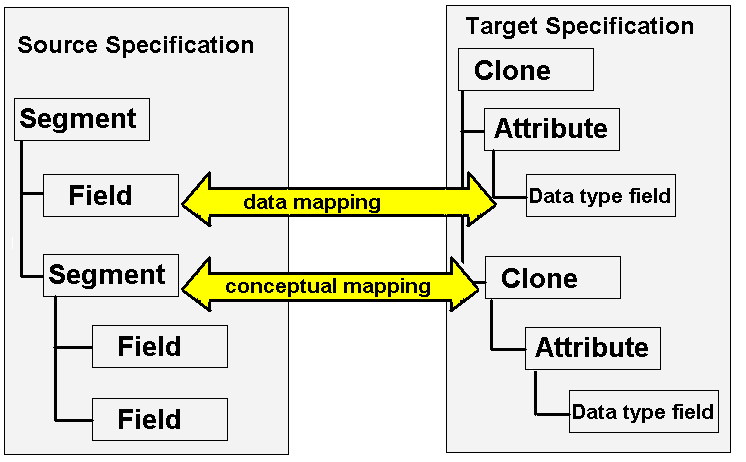 Source Specification
Segment
Field
Segment
Field
Field
data mapping
conceptual mapping
Target Specification
Clone
Attribute
Data type field
Clone
Attribute
Data type field